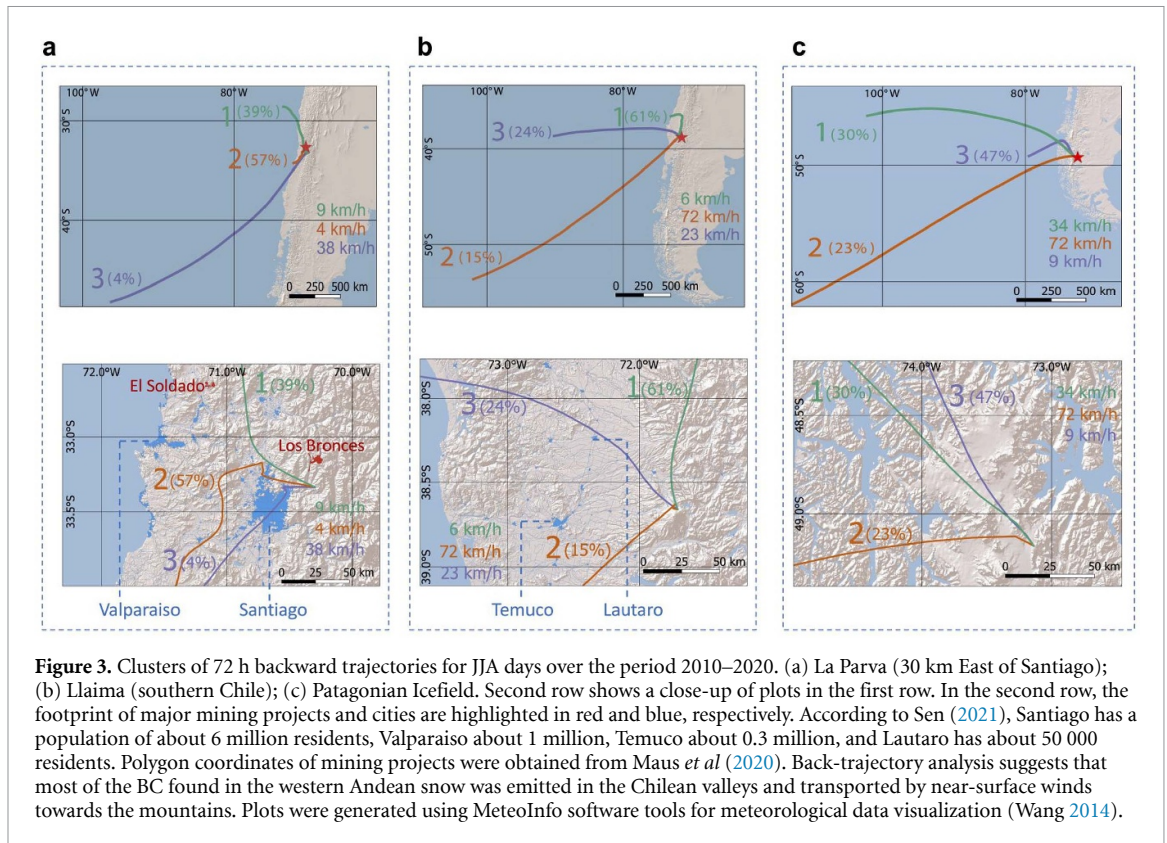 a
b
c
100° W
80° W
30° S
40° S
1 (39%)
2 (57%)
3 (4%)
9 km/h
4 km/h
38 km/h
0 250 500 km
100° W
80° W
40° S
50° S
1 (61%)
3 (24%)
2 (15%)
6 km/h
72 km/h
23 km/h
0 250 500 km
100° W
80° W
50° S
60° S
1 (30%)
3 (47%)
2 (23%)
34 km/h
72 km/h
9 km/h
0 250 500 km
72.0°W
71.0°W
70.0°W
33.0°S
33.5°S
El Soldado
1 (39%)
Los Bronces
2 (57%)
3 (4%)
9 km/h
4 km/h
38 km/h
0 25 50 km
Valparaiso
Santiago
73.0°W
72.0°W
38.0°S
38.5°S
39.0°S
1 (61%)
3 (24%)
2 (15%)
6 km/h
72 km/h
23 km/h
0 25 50 km
Temuco
Lautaro
74.0°W
73.0°W
48.5°S
49.0°S
1 (30%)
3 (47%)
2 (23%)
34 km/h
72 km/h
9 km/h
0 25 50 km
Figure 3. Clusters of 72 h backward trajectories for JJA days over the period 2010–2020. (a) La Parva (30 km East of Santiago);
(b) Llaima (southern Chile); (c) Patagonian Icefield. Second row shows a close-up of plots in the first row. In the second row, the
footprint of major mining projects and cities are highlighted in red and blue, respectively. According to Sen (2021), Santiago has a
population of about 6 million residents, Valparaiso about 1 million, Temuco about 0.3 million, and Lautaro has about 50 000
residents. Polygon coordinates of mining projects were obtained from Maus et al (2020). Back-trajectory analysis suggests that
most of the BC found in the western Andean snow was emitted in the Chilean valleys and transported by near-surface winds
towards the mountains. Plots were generated using MeteoInfo software tools for meteorological data visualization (Wang 2014).